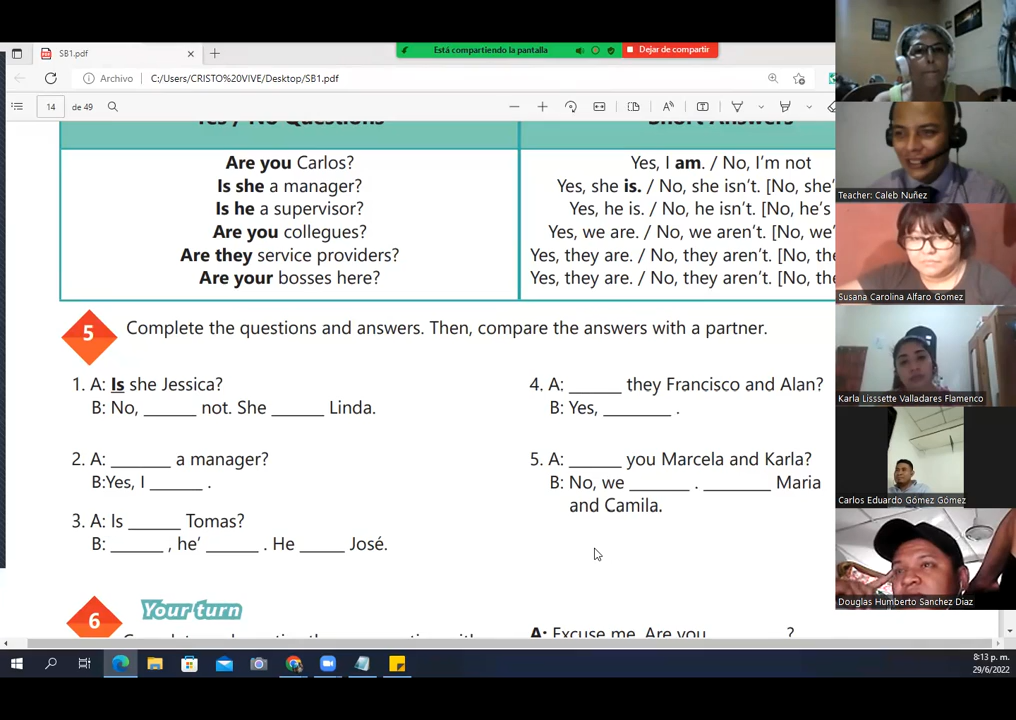 SB1.pdf
Está compartiendo la pantalla
Dejar de compartir
Archivo
C:/Users/CRISTO%20VIVE/Desktop/SB1.pdf
14 de 49
Yes / No Questions
Short Answers
Are you Carlos?
Is she a manager?
Is he a supervisor?
Are you collegues?
Are they service providers?
Are your bosses here?
Yes, I am. / No, I'm not
Yes, she is. / No, she isn't. [No, she'
Yes, he is. / No, he isn't. [No, he's
Yes, we are. / No, we aren't. [No, we'
Yes, they are. / No, they aren't. [No, the
Yes, they are. / No, they aren't. [No, the
5
Complete the questions and answers. Then, compare the answers with a partner.
1. A: Is she Jessica?
B: No, ______ not. She ______ Linda.
2. A: _______ a manager?
B:Yes, I ______ .
3. A: Is ______ Tomas?
B: ______ , he' ______ . He _____ José.
4. A: ______ they Francisco and Alan?
B: Yes, ________ .
5. A: ______ you Marcela and Karla?
B: No, we _______ . ________ Maria
and Camila.
6
Your turn
A: Excuse me. Are you ________?
Teacher: Caleb Nuñez
Susana Carolina Alfaro Gomez
Karla Lisssette Valladares Flamenco
Carlos Eduardo Gómez Gómez
Douglas Humberto Sanchez Diaz
8:13 p. m.
29/6/2022